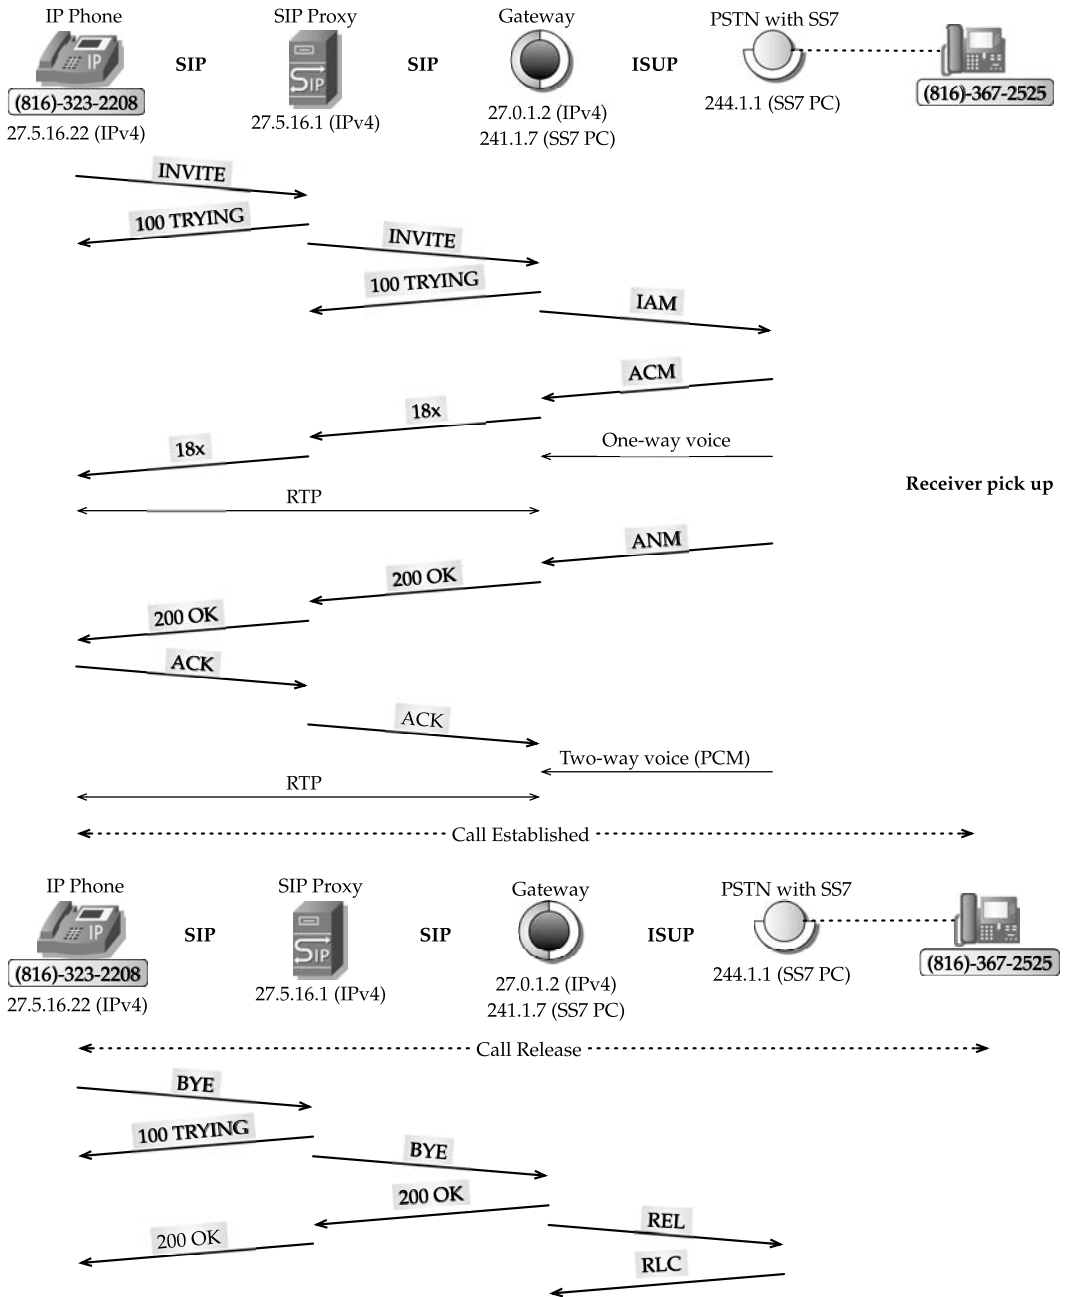 IP Phone
SIP Proxy
Gateway
PSTN with SS7
IP
SIP
SIP
SIP
ISUP
(816)-323-2208
27.5.16.22 (IPv4)
27.5.16.1 (IPv4)
27.0.1.2 (IPv4)
241.1.7 (SS7 PC)
244.1.1 (SS7 PC)
(816)-367-2525
INVITE
100 TRYING
INVITE
100 TRYING
IAM
ACM
18x
18x
One-way voice
Receiver pick up
RTP
ANM
200 OK
200 OK
ACK
ACK
Two-way voice (PCM)
RTP
Call Established
IP Phone
SIP Proxy
Gateway
PSTN with SS7
IP
SIP
SIP
SIP
ISUP
(816)-323-2208
27.5.16.22 (IPv4)
27.5.16.1 (IPv4)
27.0.1.2 (IPv4)
241.1.7 (SS7 PC)
244.1.1 (SS7 PC)
(816)-367-2525
Call Release
BYE
100 TRYING
BYE
200 OK
200 OK
REL
RLC